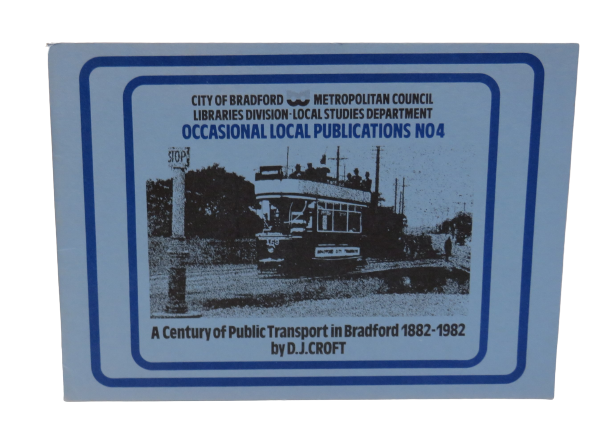 CITY OF BRADFORD METROPOLITAN COUNCIL
LIBRARIES DIVISION-LOCAL STUDIES DEPARTMENT
OCCASIONAL LOCAL PUBLICATIONS NO4
STOP
A Century of Public Transport in Bradford 1882-1982
by D.J.CROFT